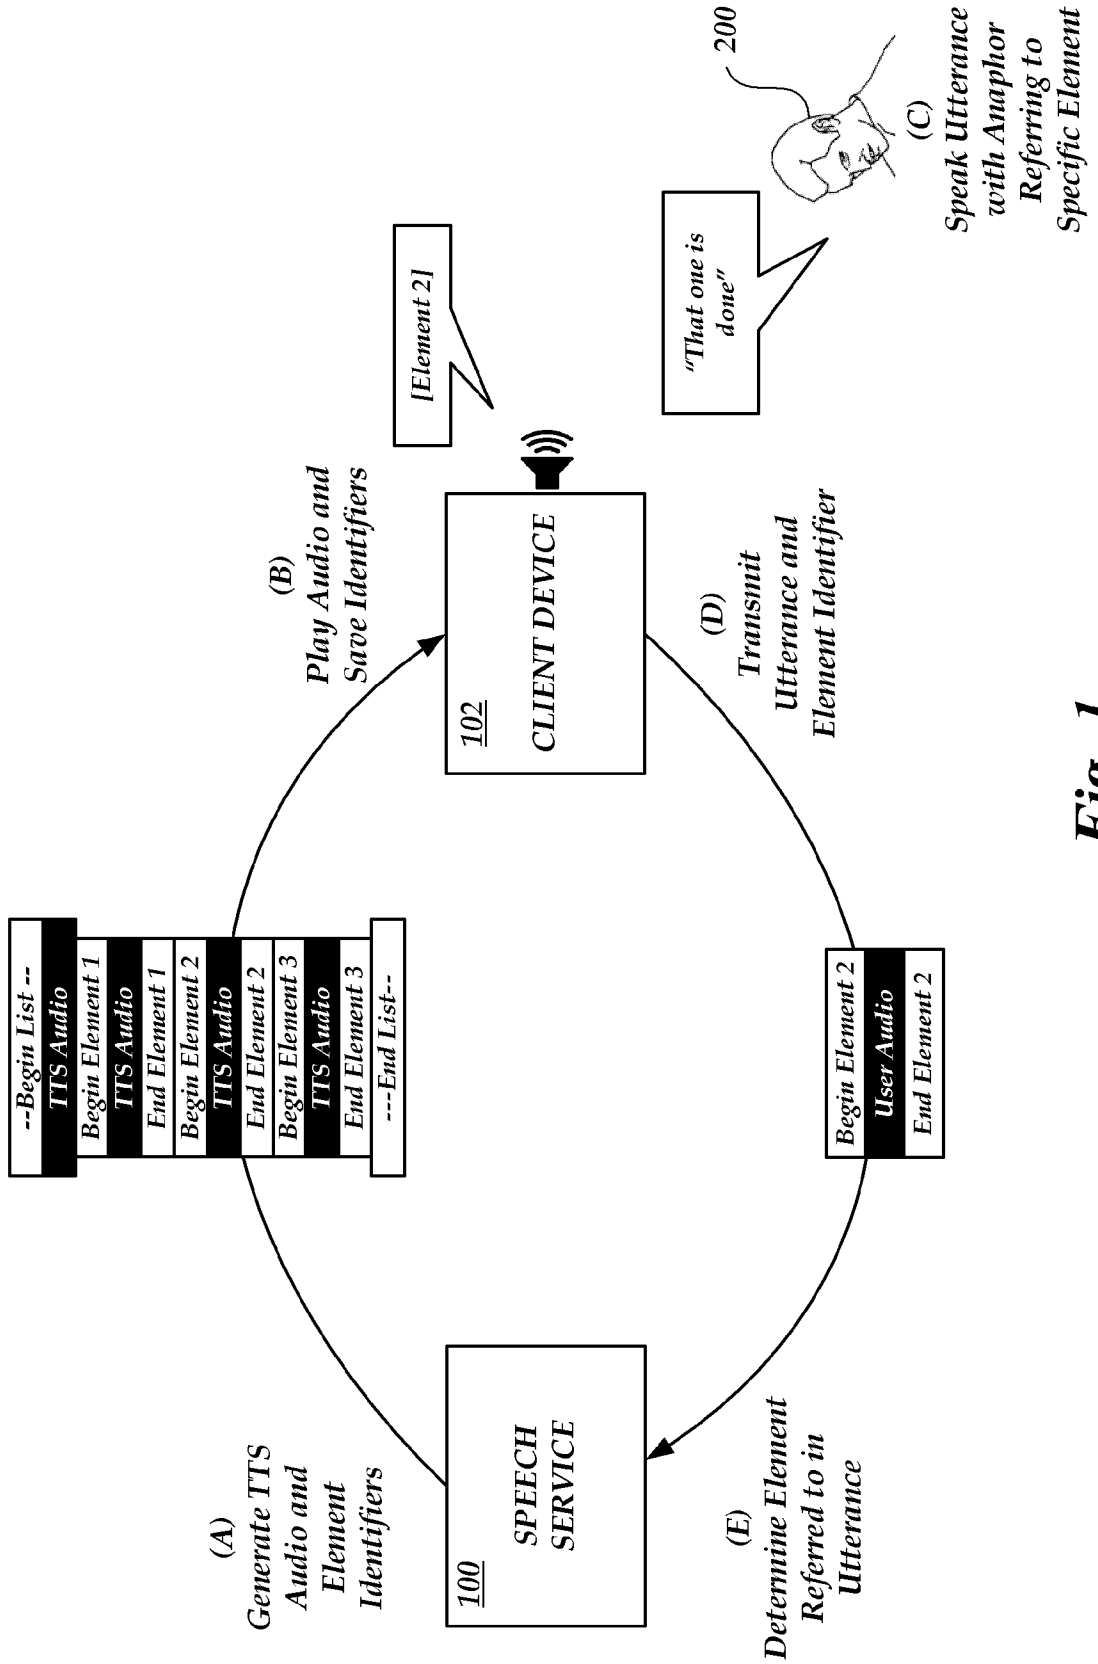 --Begin List --
TTS Audio
Begin Element 1
TTS Audio
End Element 1
Begin Element 2
TTS Audio
End Element 2
Begin Element 3
TTS Audio
End Element 3
---End List--
(A)
Generate TTS
Audio and
Element
Identifiers
(B)
Play Audio and
Save Identifiers
[Element 2]
100
SPEECH
SERVICE
102
CLIENT DEVICE
"That one is
done"
200
(C)
Speak Utterance
with Anaphor
Referring to
Specific Element
(D)
Transmit
Utterance and
Element Identifier
(E)
Determine Element
Referred to in
Utterance
Begin Element 2
User Audio
End Element 2
Fig. 1